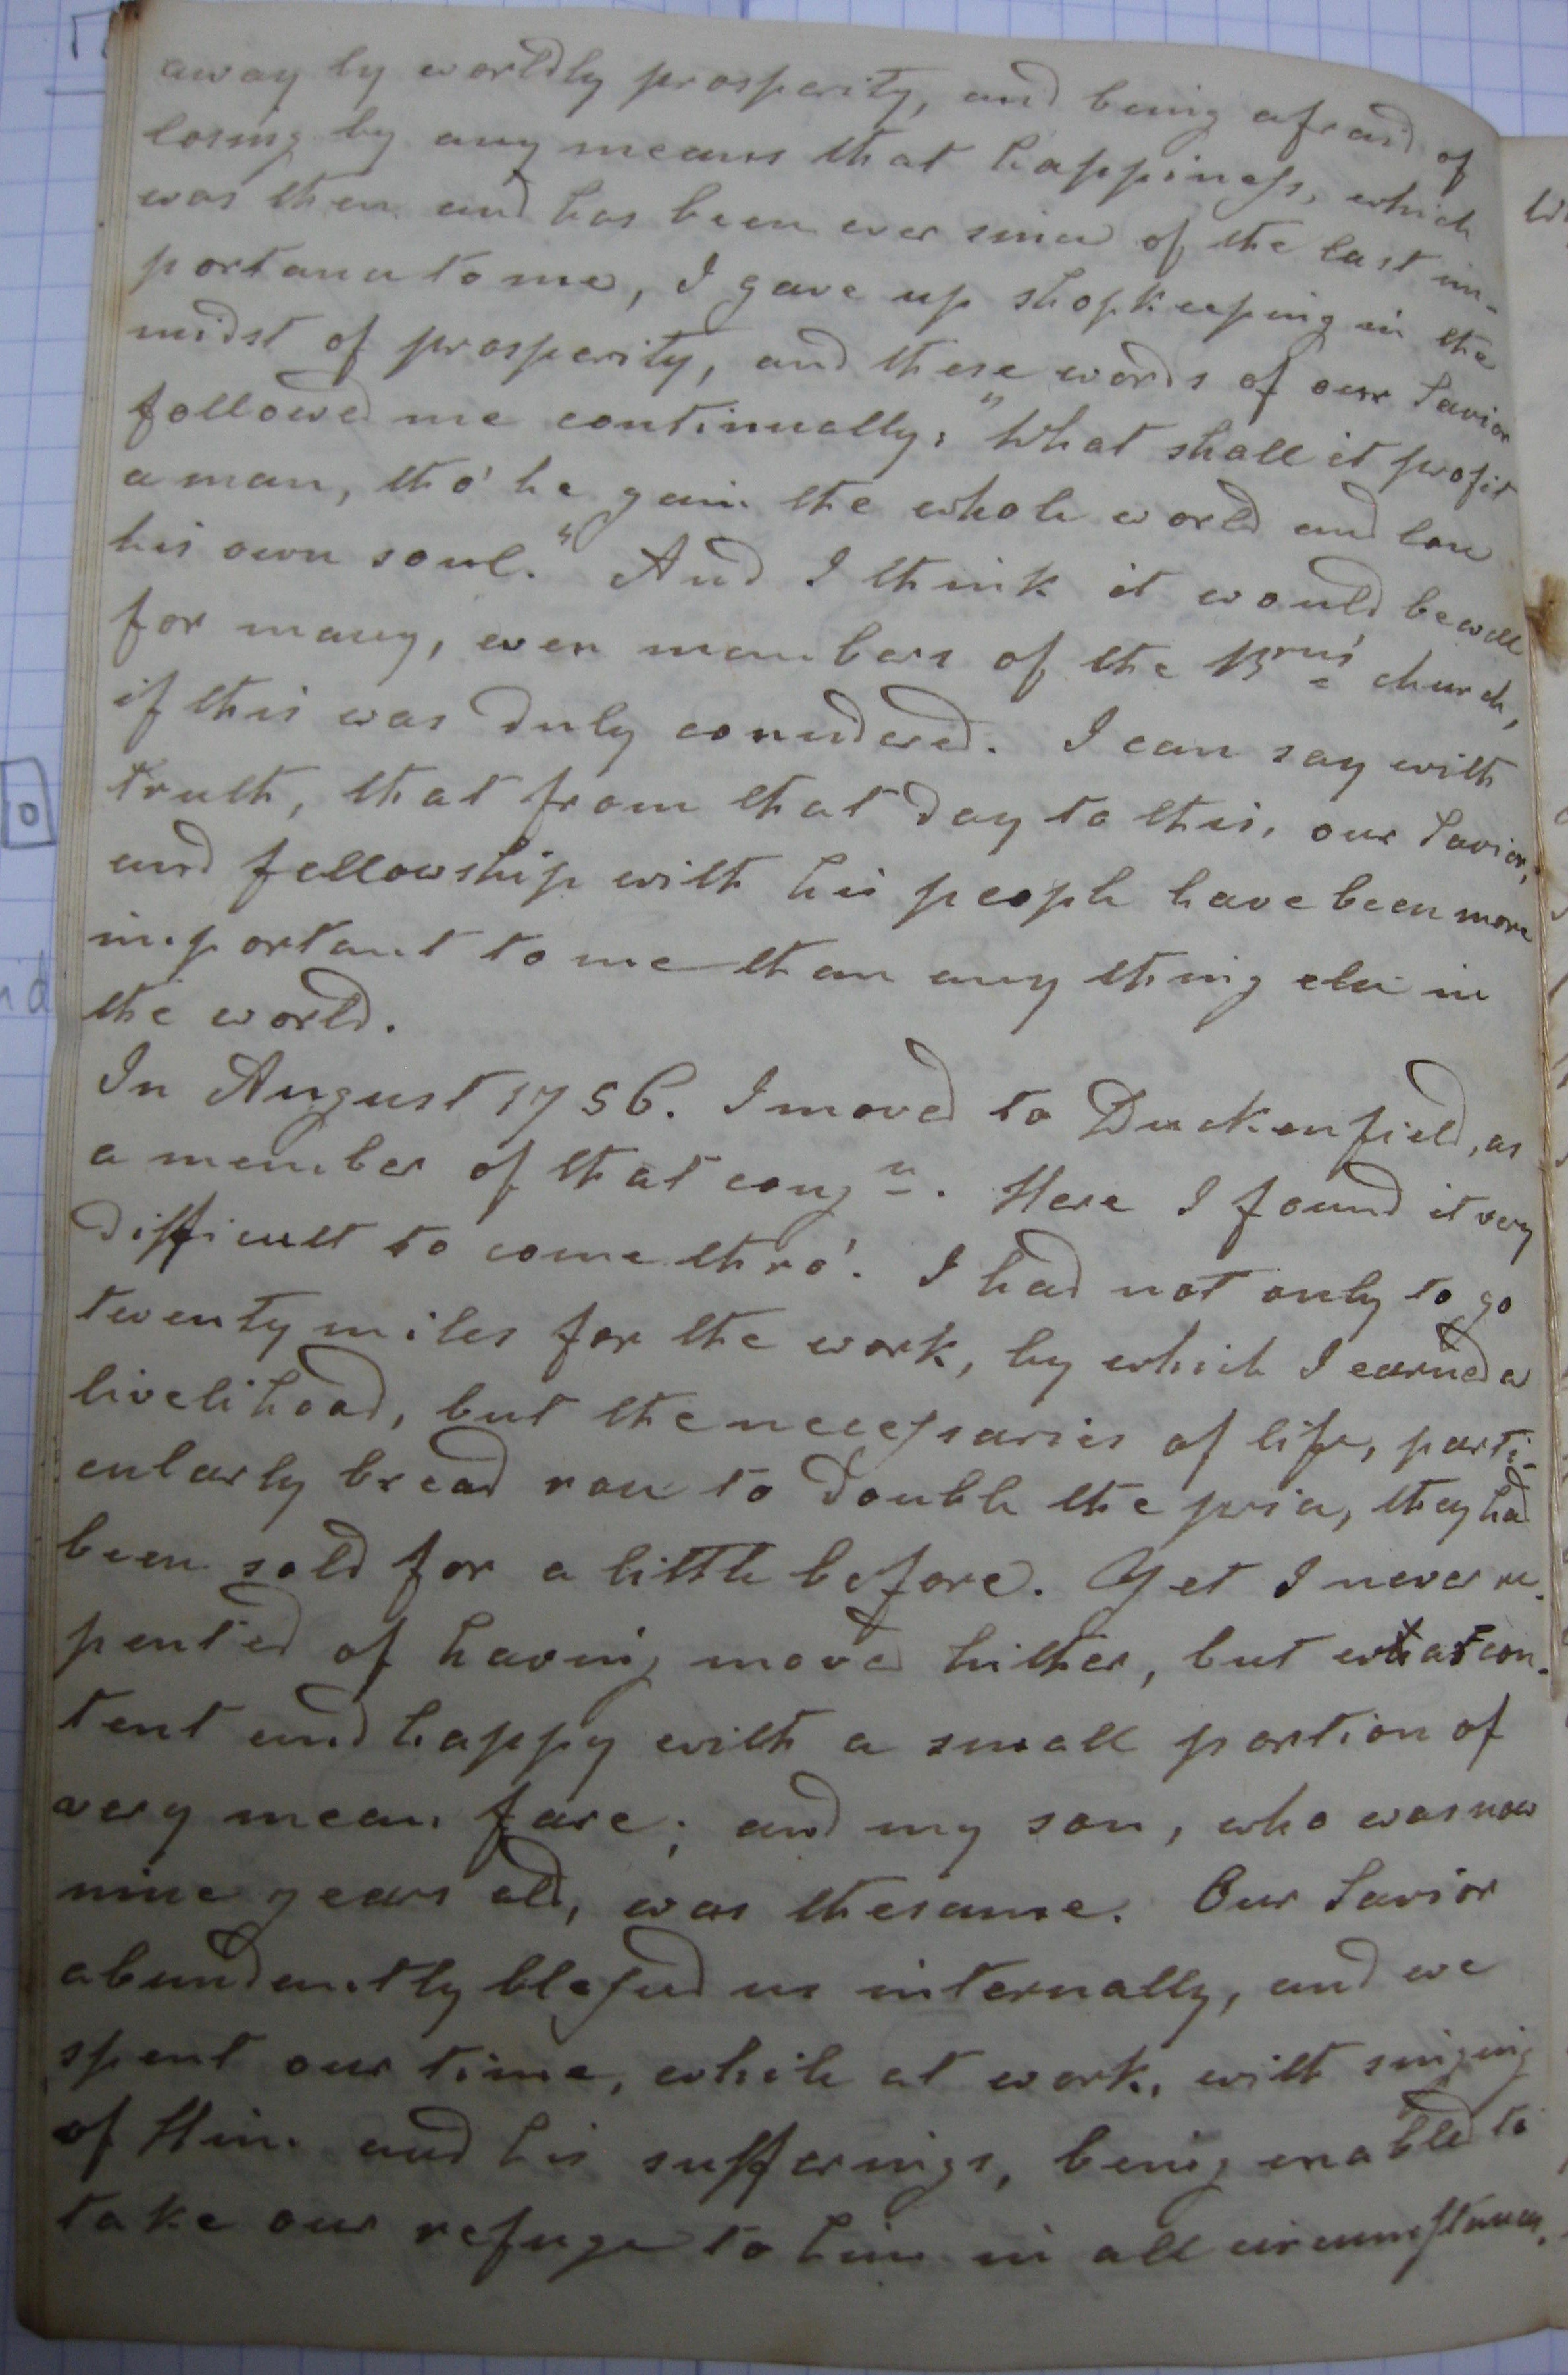 away by worldly prosperity, and being afraid of
losing by any means that happiness, which
was then and has been ever since of the last im-
portance to me, I gave up shopkeeping in the
midst of prosperity, and these words of our Savior
followed me continually: "What shall it profit
a man, tho' he gain the whole world and lose
his own soul." And I think it would be well
for many, even members of the Brn's church,
if this was duly considered. I can say with
truth, that from that day to this, our Savior,
and fellowship with his people have been more
important to me than any thing else in
the world.
In August 1756. I moved to Duckenfield, as
a member of that congn. Here I found it very
difficult to come thro'. I had not only to go
twenty miles for the work, by which I earned a
livelihood, but the necessaries of life, parti-
cularly bread rose to double the price, they had
been sold for a little before. Yet I never re-
pented of having moved hither, but was con-
tent and happy with a small portion of
very mean fare; and my son, who was now
nine years old, was the same. Our Savior
abundantly blessed us internally, and we
spent our time, while at work, with singing
of Him and his sufferings, being enabled to
take our refuge to him in all circumstances.